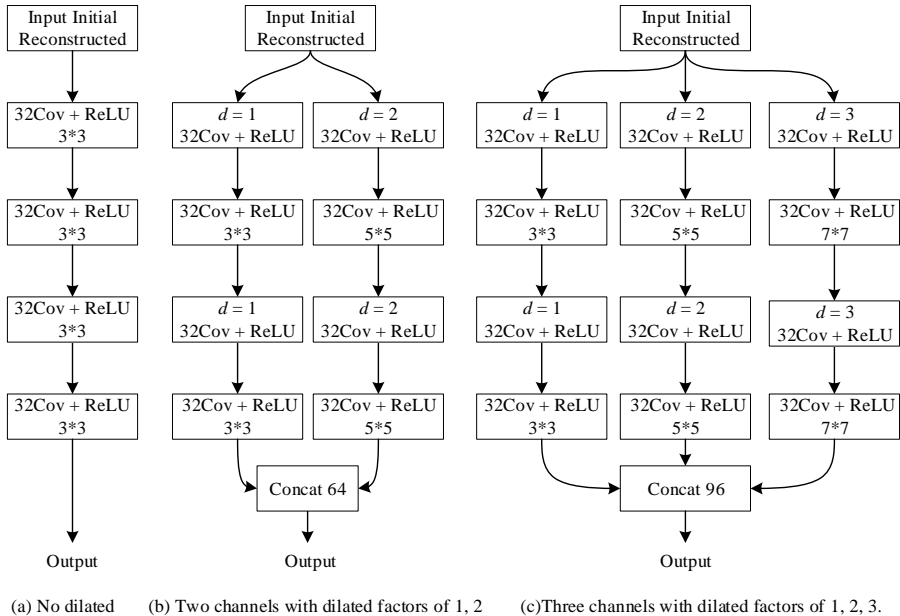 Input Initial
Reconstructed
32Cov + ReLU
3*3
32Cov + ReLU
3*3
32Cov + ReLU
3*3
32Cov + ReLU
3*3
Output
(a) No dilated
Input Initial
Reconstructed
d = 1
32Cov + ReLU
32Cov + ReLU
3*3
d = 1
32Cov + ReLU
32Cov + ReLU
3*3
d = 2
32Cov + ReLU
32Cov + ReLU
5*5
d = 2
32Cov + ReLU
32Cov + ReLU
5*5
Concat 64
Output
(b) Two channels with dilated factors of 1, 2
Input Initial
Reconstructed
d = 1
32Cov + ReLU
32Cov + ReLU
3*3
d = 1
32Cov + ReLU
32Cov + ReLU
3*3
d = 2
32Cov + ReLU
32Cov + ReLU
5*5
d = 2
32Cov + ReLU
32Cov + ReLU
5*5
d = 3
32Cov + ReLU
32Cov + ReLU
7*7
d = 3
32Cov + ReLU
32Cov + ReLU
7*7
Concat 96
Output
(c)Three channels with dilated factors of 1, 2, 3.